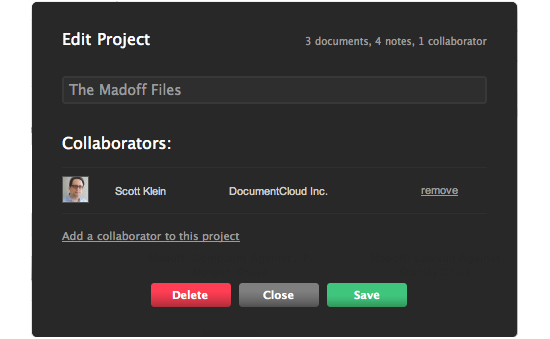 Edit Project 3 documents, 4 notes, 1 collaborator
The Madoff Files
Collaborators:
Scott Klein DocumentCloud Inc. remove
Add a collaborator to this project
Delete Close Save